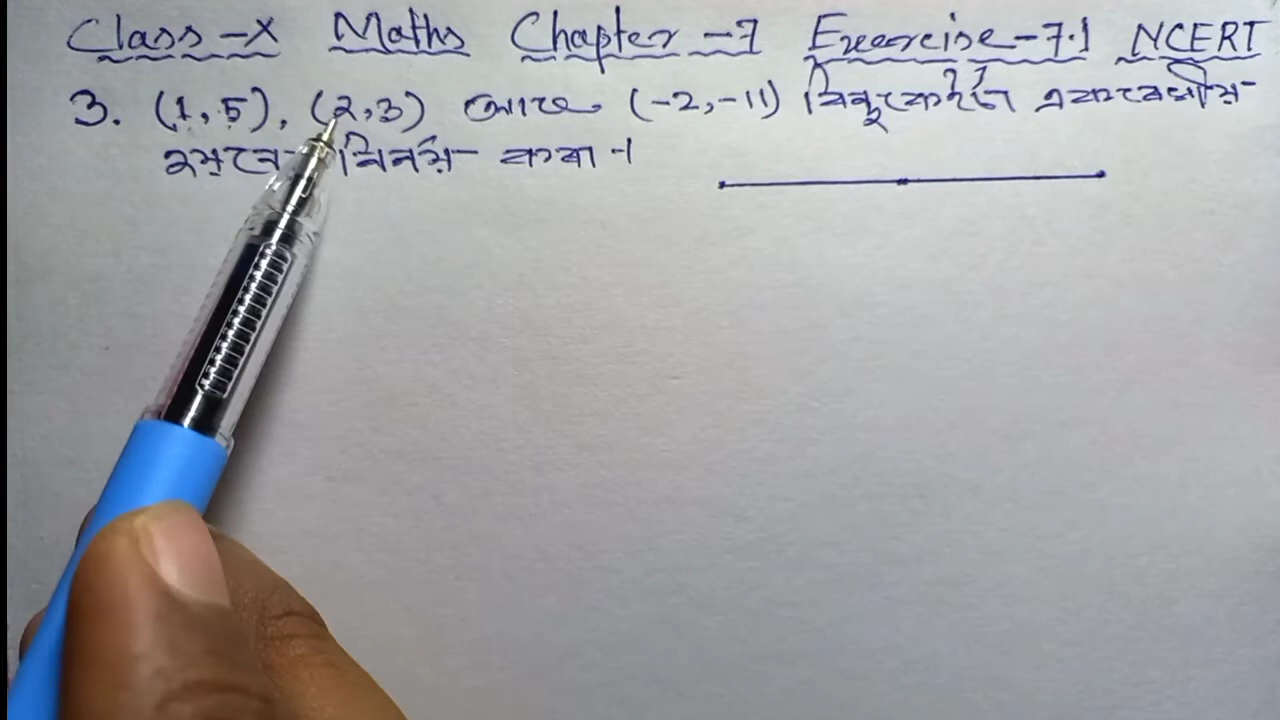 Class-X Maths Chapter-7 Exercise-7.1 NCERT
3. (1,5), (2,3) আৰু (-2,-11) বিন্দুকেইটা একৰেখীয়
হয়নে নিৰ্ণয় কৰা।